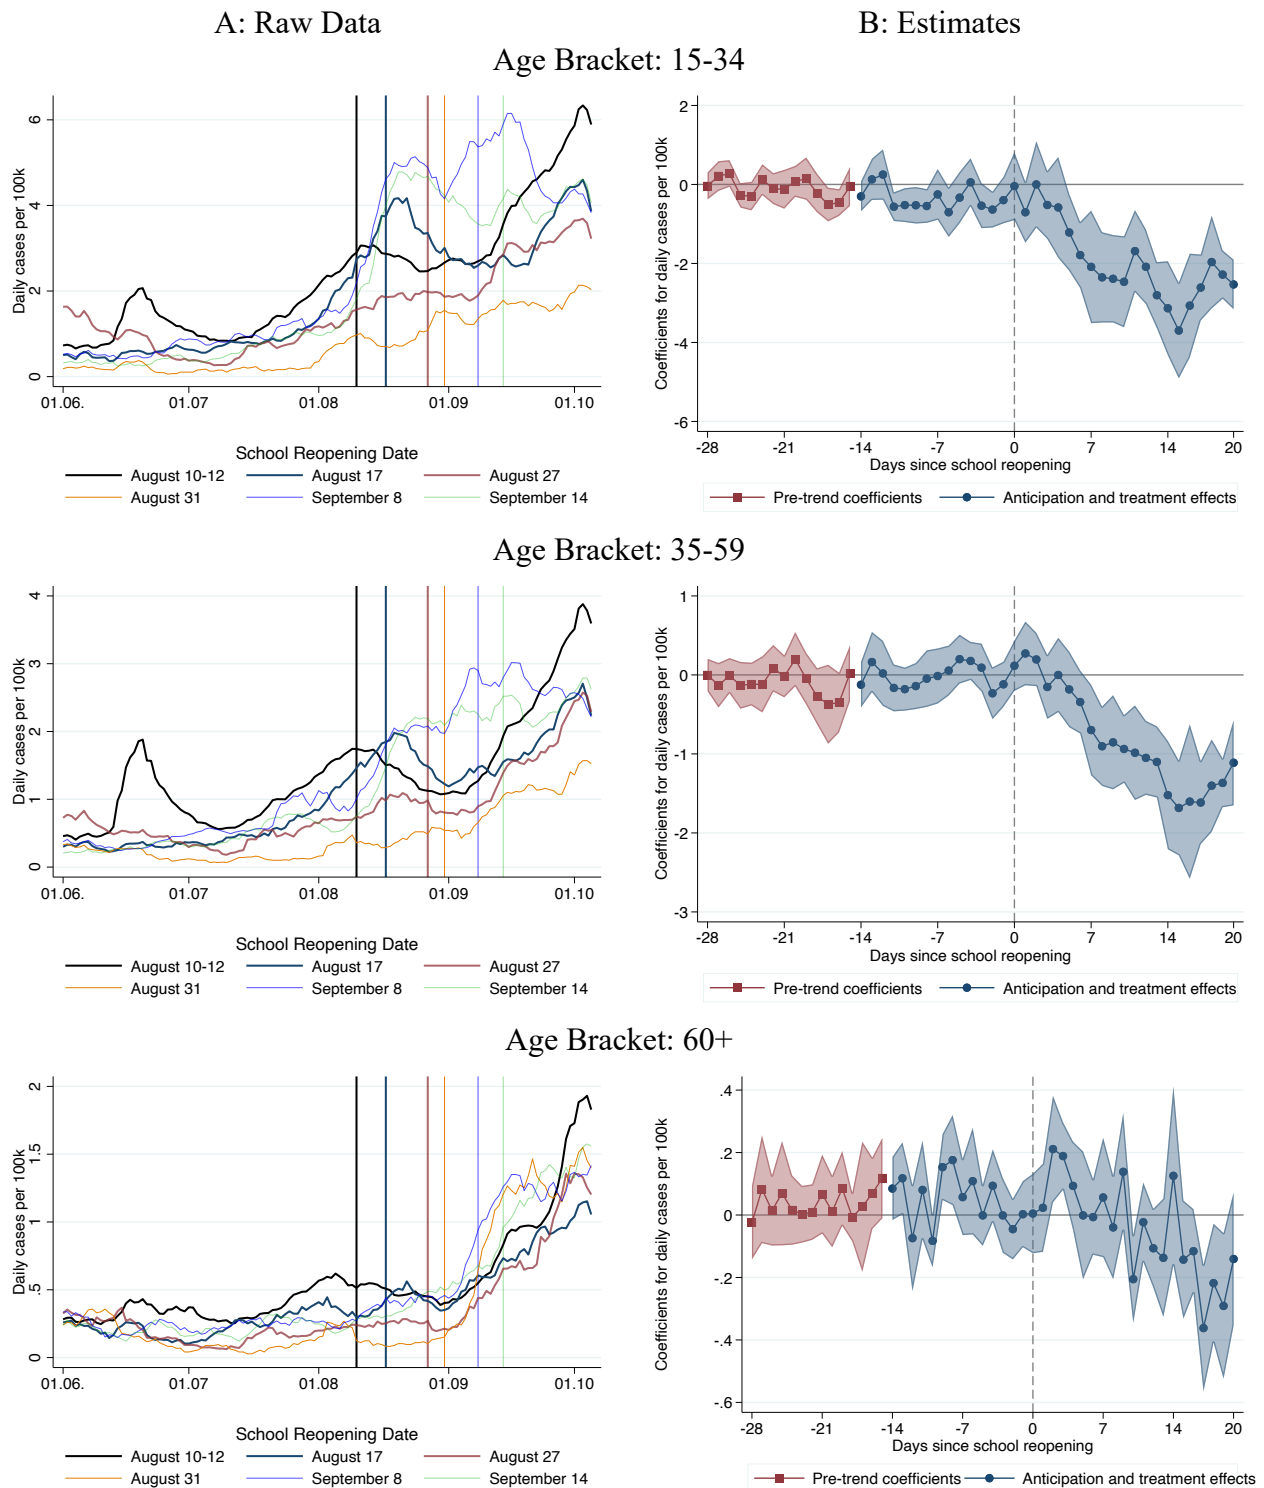 A: Raw Data B: Estimates
Age Bracket: 15-34
Daily cases per 100k
6
4
2
0
01.06. 01.07 01.08 01.09 01.10
School Reopening Date
August 10-12 August 17 August 27
August 31 September 8 September 14
Coefficients for daily cases per 100k
2
0
-2
-4
-6
-28 -21 -14 -7 0 7 14 20
Days since school reopening
Pre-trend coefficients Anticipation and treatment effects
Age Bracket: 35-59
Daily cases per 100k
4
3
2
1
0
01.06. 01.07 01.08 01.09 01.10
School Reopening Date
August 10-12 August 17 August 27
August 31 September 8 September 14
Coefficients for daily cases per 100k
1
0
-1
-2
-3
-28 -21 -14 -7 0 7 14 20
Days since school reopening
Pre-trend coefficients Anticipation and treatment effects
Age Bracket: 60+
Daily cases per 100k
2
1.5
1
.5
0
01.06. 01.07 01.08 01.09 01.10
School Reopening Date
August 10-12 August 17 August 27
August 31 September 8 September 14
Coefficients for daily cases per 100k
.4
.2
0
-.2
-.4
-.6
-28 -21 -14 -7 0 7 14 20
Days since school reopening
Pre-trend coefficients Anticipation and treatment effects